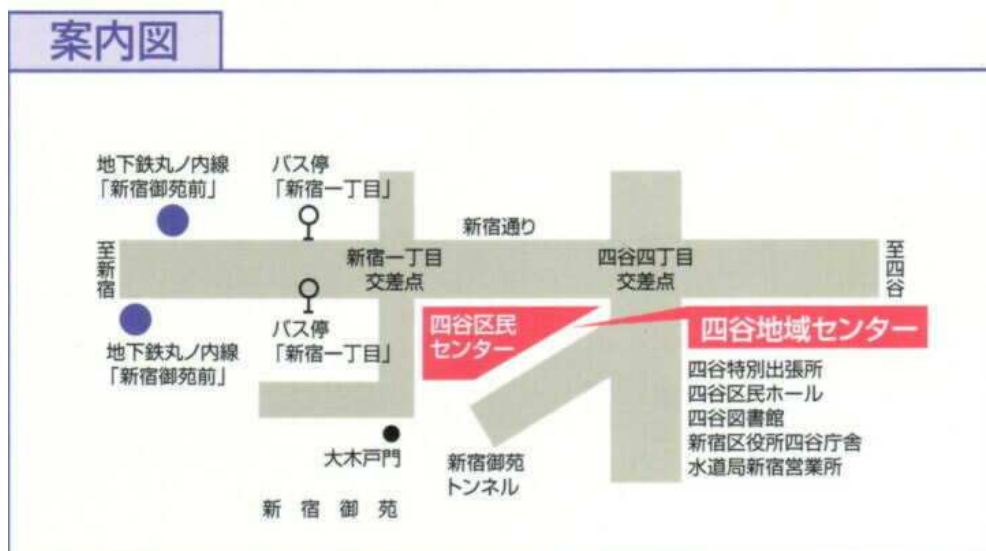 案内図
地下鉄丸ノ内線
「新宿御苑前」
バス停
「新宿一丁目」
新宿通り
至新宿
新宿一丁目
交差点
四谷四丁目
交差点
至四谷
地下鉄丸ノ内線
「新宿御苑前」
バス停
「新宿一丁目」
四谷区民
センター
四谷地域センター
四谷特別出張所
四谷区民ホール
四谷図書館
新宿区役所四谷庁舎
水道局新宿営業所
大木戸門
新宿御苑
トンネル
新宿御苑